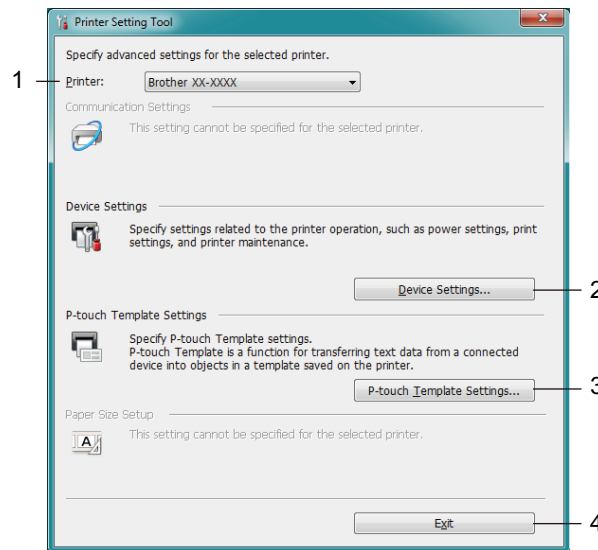 Printer Setting Tool
Specify advanced settings for the selected printer.
1
Printer:
Brother XX-XXXX
Communication Settings
This setting cannot be specified for the selected printer.
Device Settings
Specify settings related to the printer operation, such as power settings, print
settings, and printer maintenance.
Device Settings...
2
P-touch Template Settings
Specify P-touch Template settings.
P-touch Template is a function for transferring text data from a connected
device into objects in a template saved on the printer.
P-touch Template Settings...
3
Paper Size Setup
A
This setting cannot be specified for the selected printer.
Exit
4